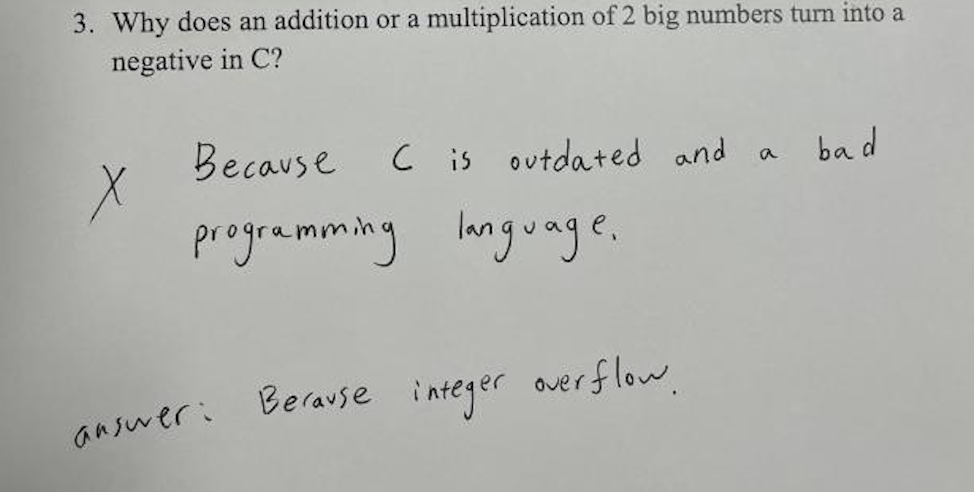 3. Why does an addition or a multiplication of 2 big numbers turn into a
negative in C?
X Because C is outdated and a bad
programming language.
answer: Because integer overflow.